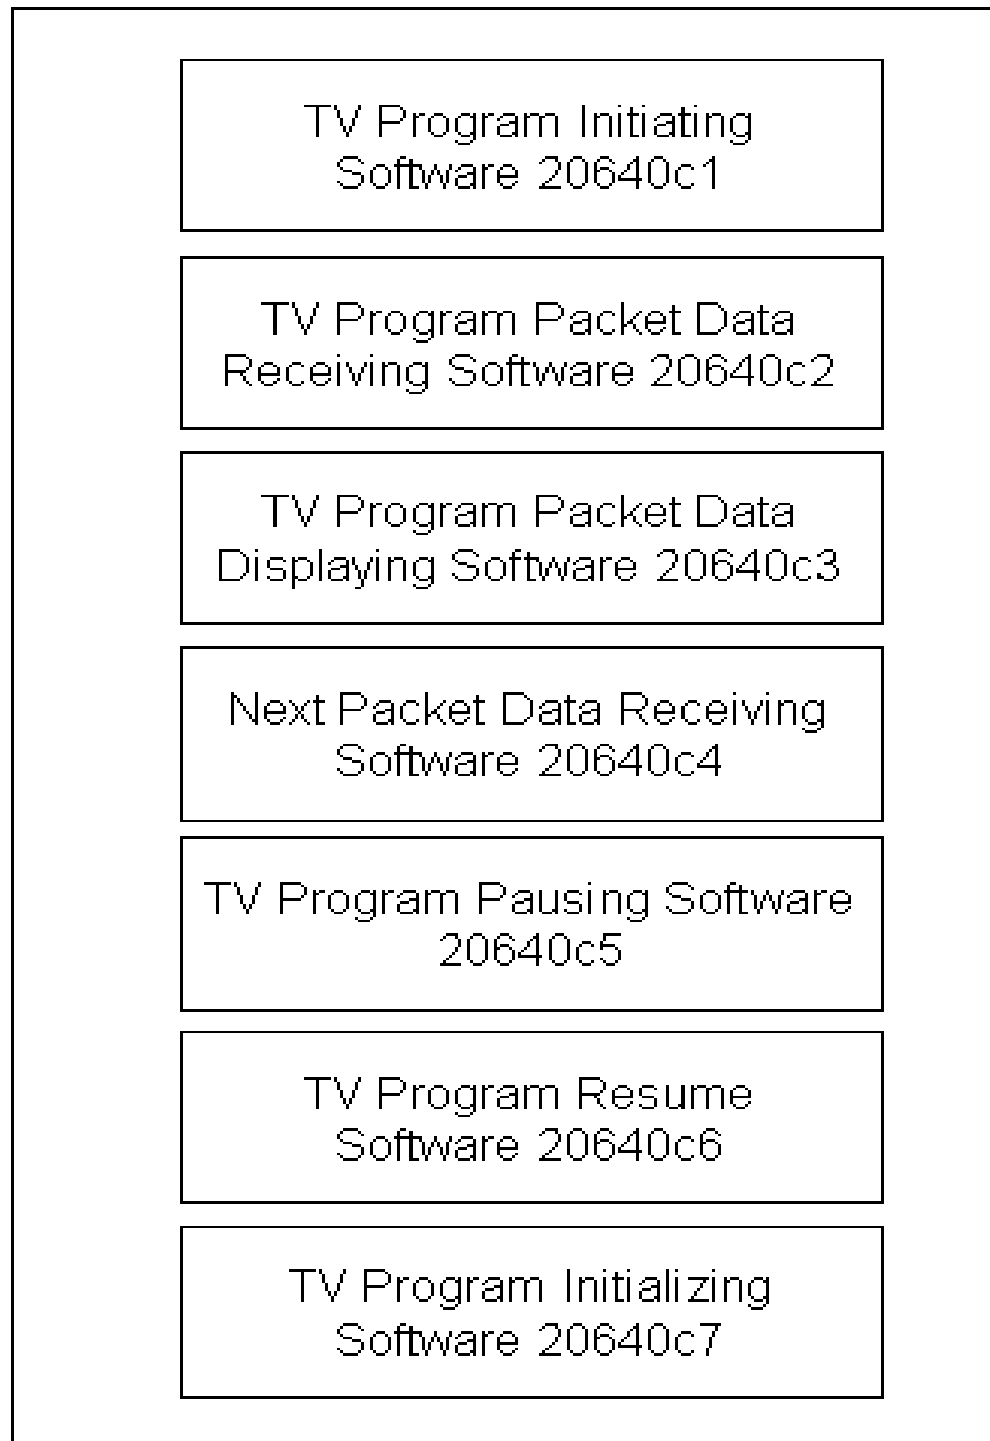 TV Program Initiating
Software 20640c1
TV Program Packet Data
Receiving Software 20640c2
TV Program Packet Data
Displaying Software 20640c3
Next Packet Data Receiving
Software 20640c4
TV Program Pausing Software
20640c5
TV Program Resume
Software 20640c6
TV Program Initializing
Software 20640c7